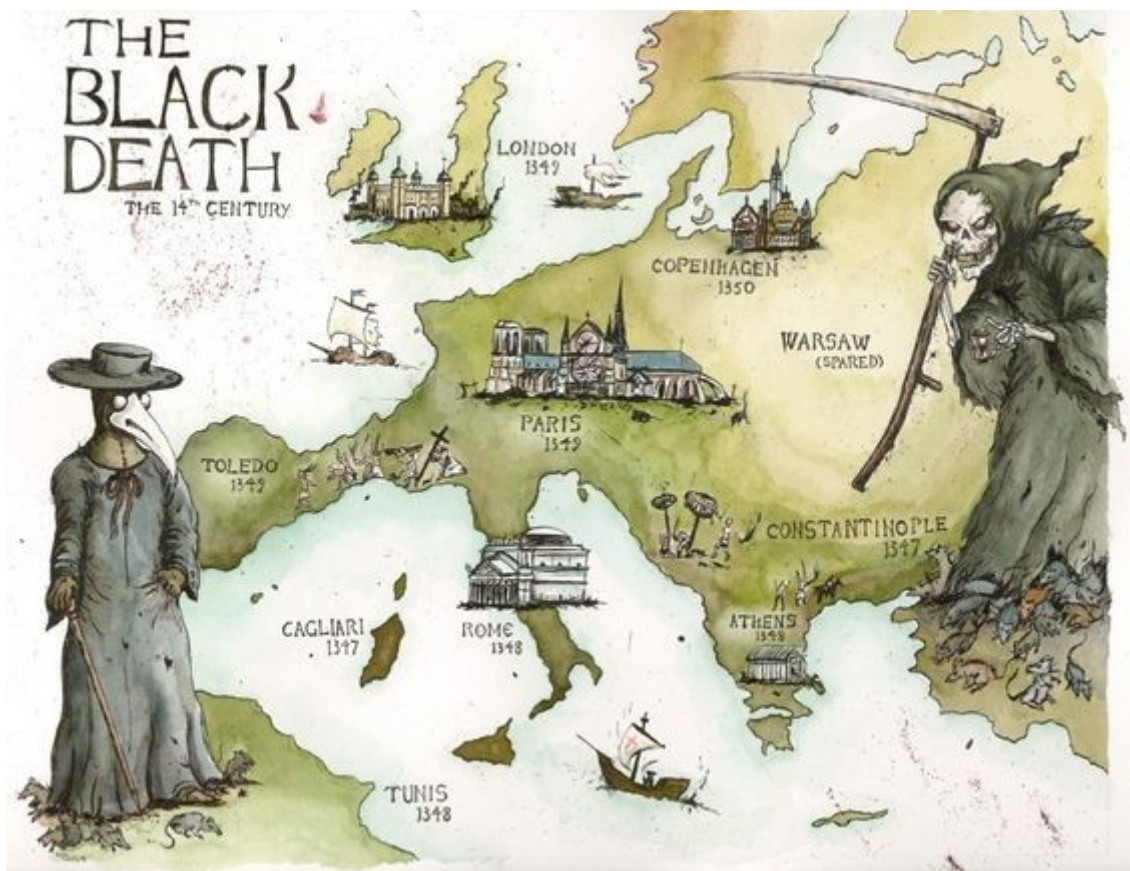 THE
BLACK
DEATH
THE 14TH CENTURY
LONDON
1349
COPENHAGEN
1350
WARSAW
(SPARED)
PARIS
1349
TOLEDO
1349
CONSTANTINOPLE
1347
ATHENS
1348
CAGLIARI
1347
ROME
1348
TUNIS
1348